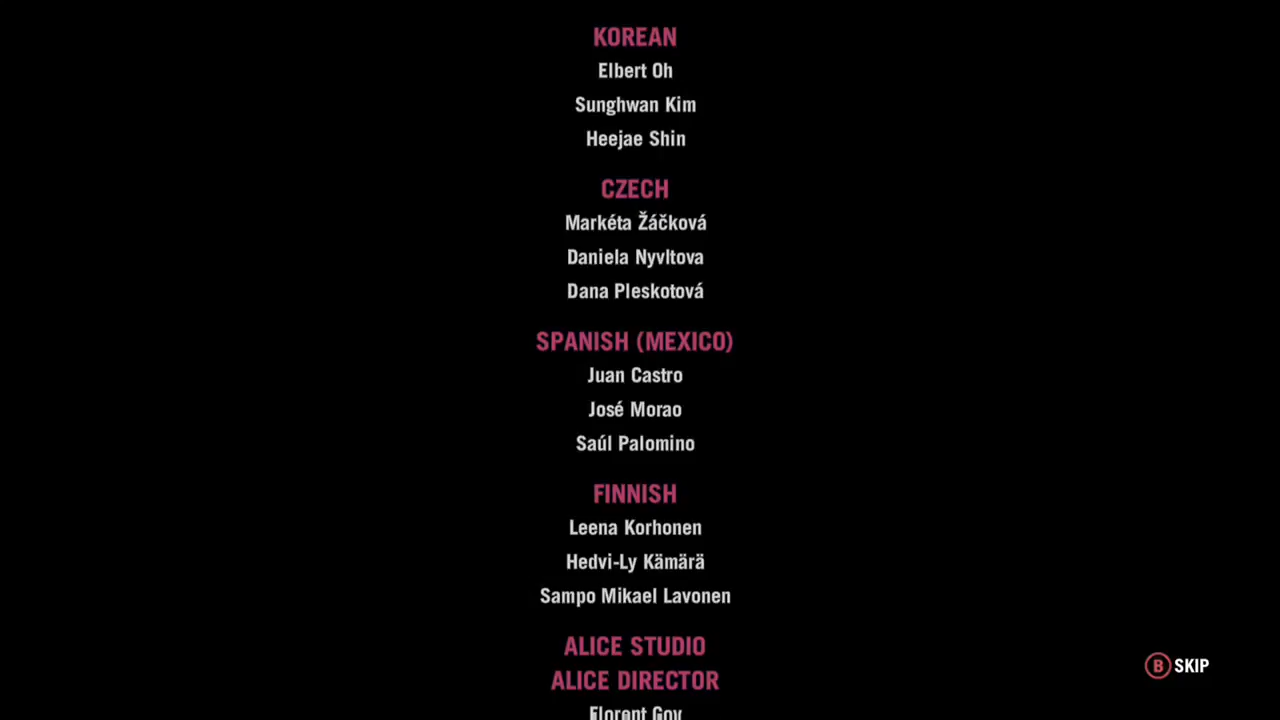 KOREAN
Elbert Oh
Sunghwan Kim
Heejae Shin
CZECH
Markéta Žáčková
Daniela Nyvltova
Dana Pleskotová
SPANISH (MEXICO)
Juan Castro
José Morao
Saúl Palomino
FINNISH
Leena Korhonen
Hedvi-Ly Kämärä
Sampo Mikael Lavonen
ALICE STUDIO
ALICE DIRECTOR
Florent
B SKIP